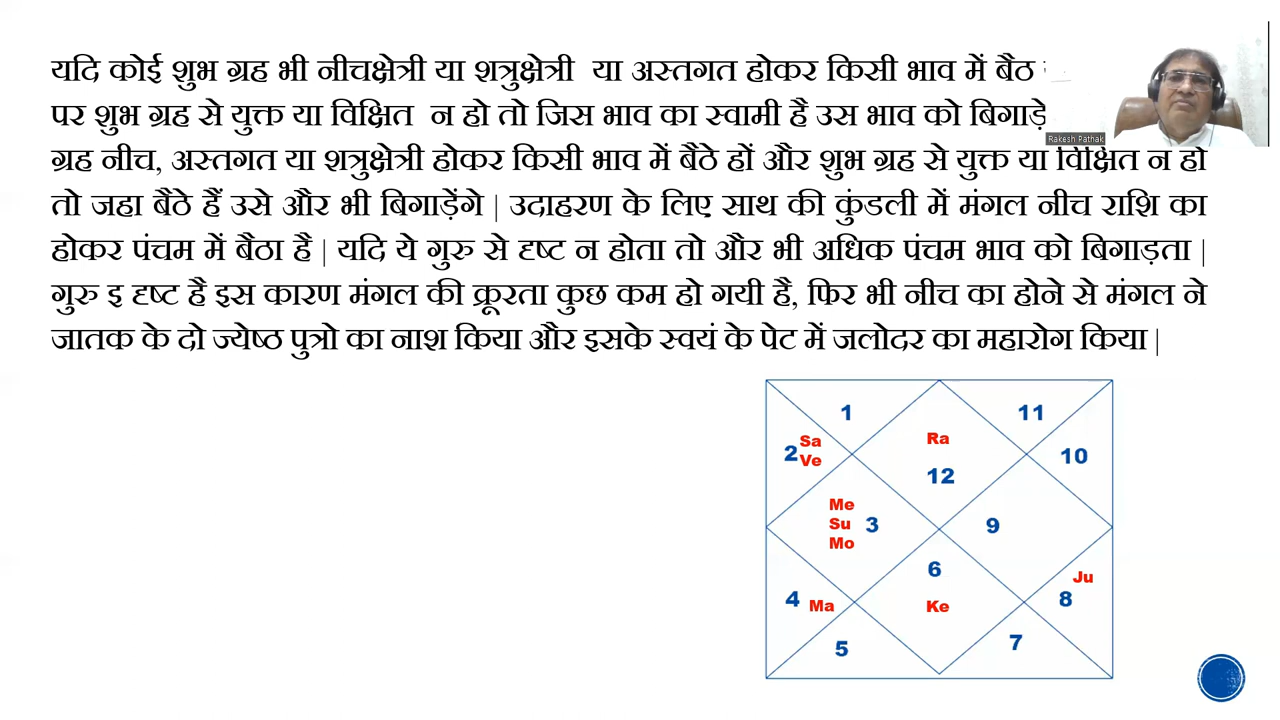 यदि कोई शुभ ग्रह भी नीचक्षेत्री या शत्रुक्षेत्री या अस्तगत होकर किसी भाव में बैठ
पर शुभ ग्रह से युक्त या विक्षित न हो तो जिस भाव का स्वामी है उस भाव को बिगाड़े
Rakesh Pathak
ग्रह नीच, अस्तगत या शत्रुक्षेत्री होकर किसी भाव में बैठे हों और शुभ ग्रह से युक्त या विक्षित न हो
तो जहा बैठे हैं उसे और भी बिगाड़ेंगे | उदाहरण के लिए साथ की कुंडली में मंगल नीच राशि का
होकर पंचम में बैठा है | यदि ये गुरु से दृष्ट न होता तो और भी अधिक पंचम भाव को बिगाड़ता |
गुरु इ दृष्ट है इस कारण मंगल की क्रूरता कुछ कम हो गयी है, फिर भी नीच का होने से मंगल ने
जातक के दो ज्येष्ठ पुत्रो का नाश किया और इसके स्वयं के पेट में जलोदर का महारोग किया |
1 11
Ra
2 Sa
Ve
10
12
Me
Su 3 9
Mo
6
Ju
4 Ma Ke 8
5 7